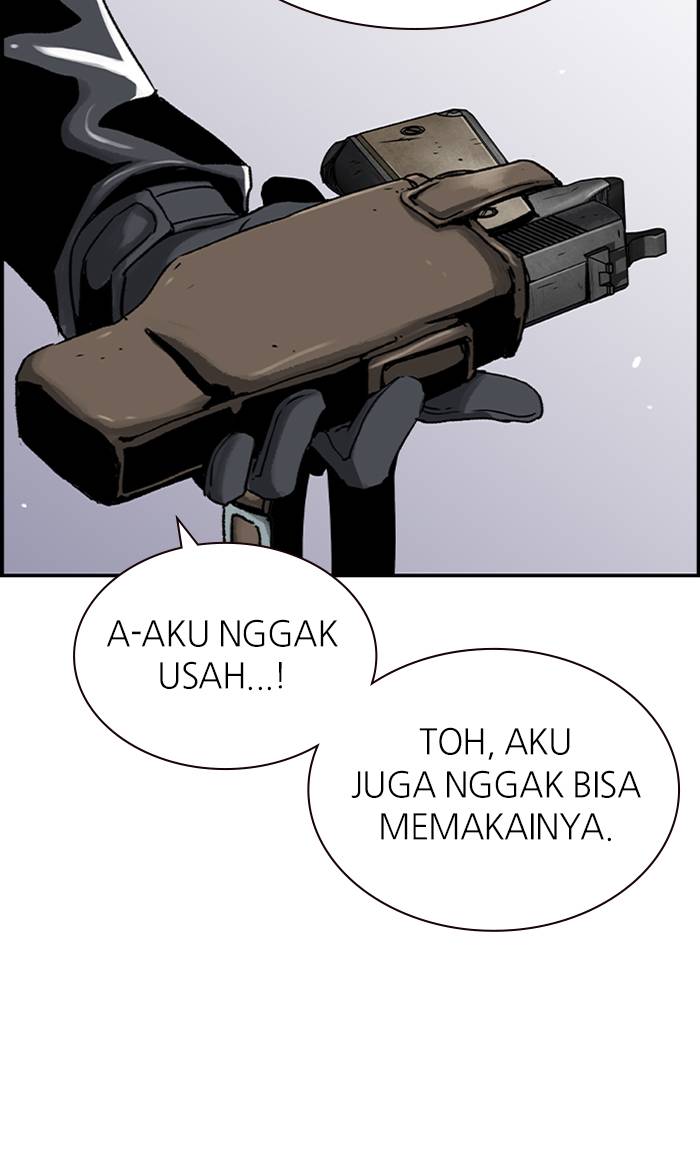 A-AKU NGGAK
USAH...!
TOH, AKU
JUGA NGGAK BISA
MEMAKAINYA.